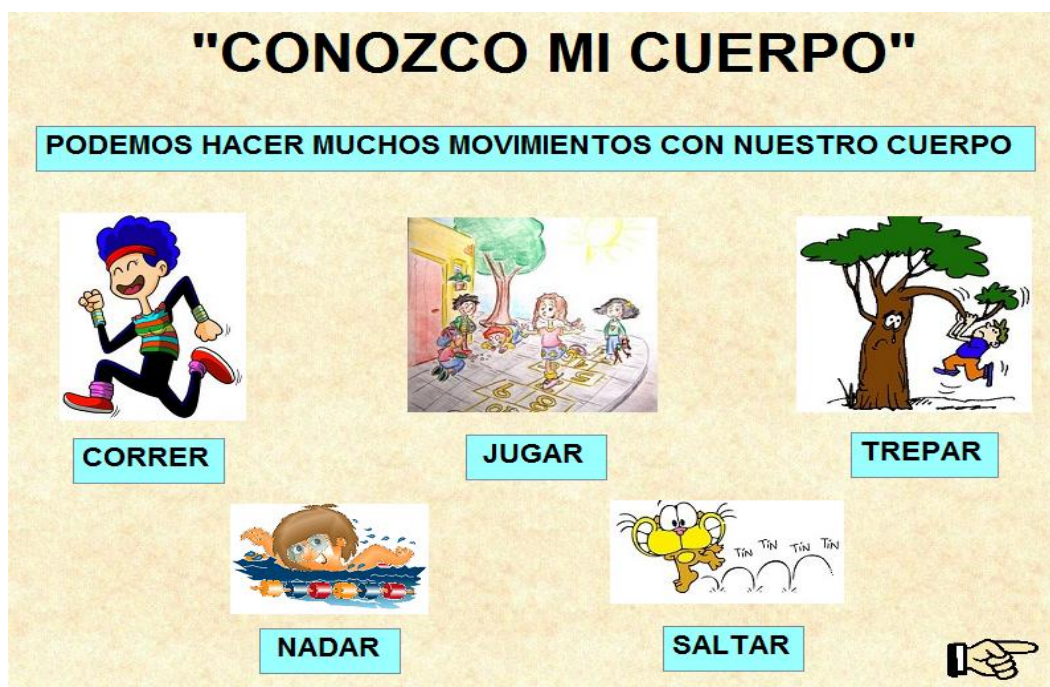 "CONOZCO MI CUERPO"
PODEMOS HACER MUCHOS MOVIMIENTOS CON NUESTRO CUERPO
CORRER
JUGAR
TREPAR
TIN TIN TIN TIN
NADAR
SALTAR